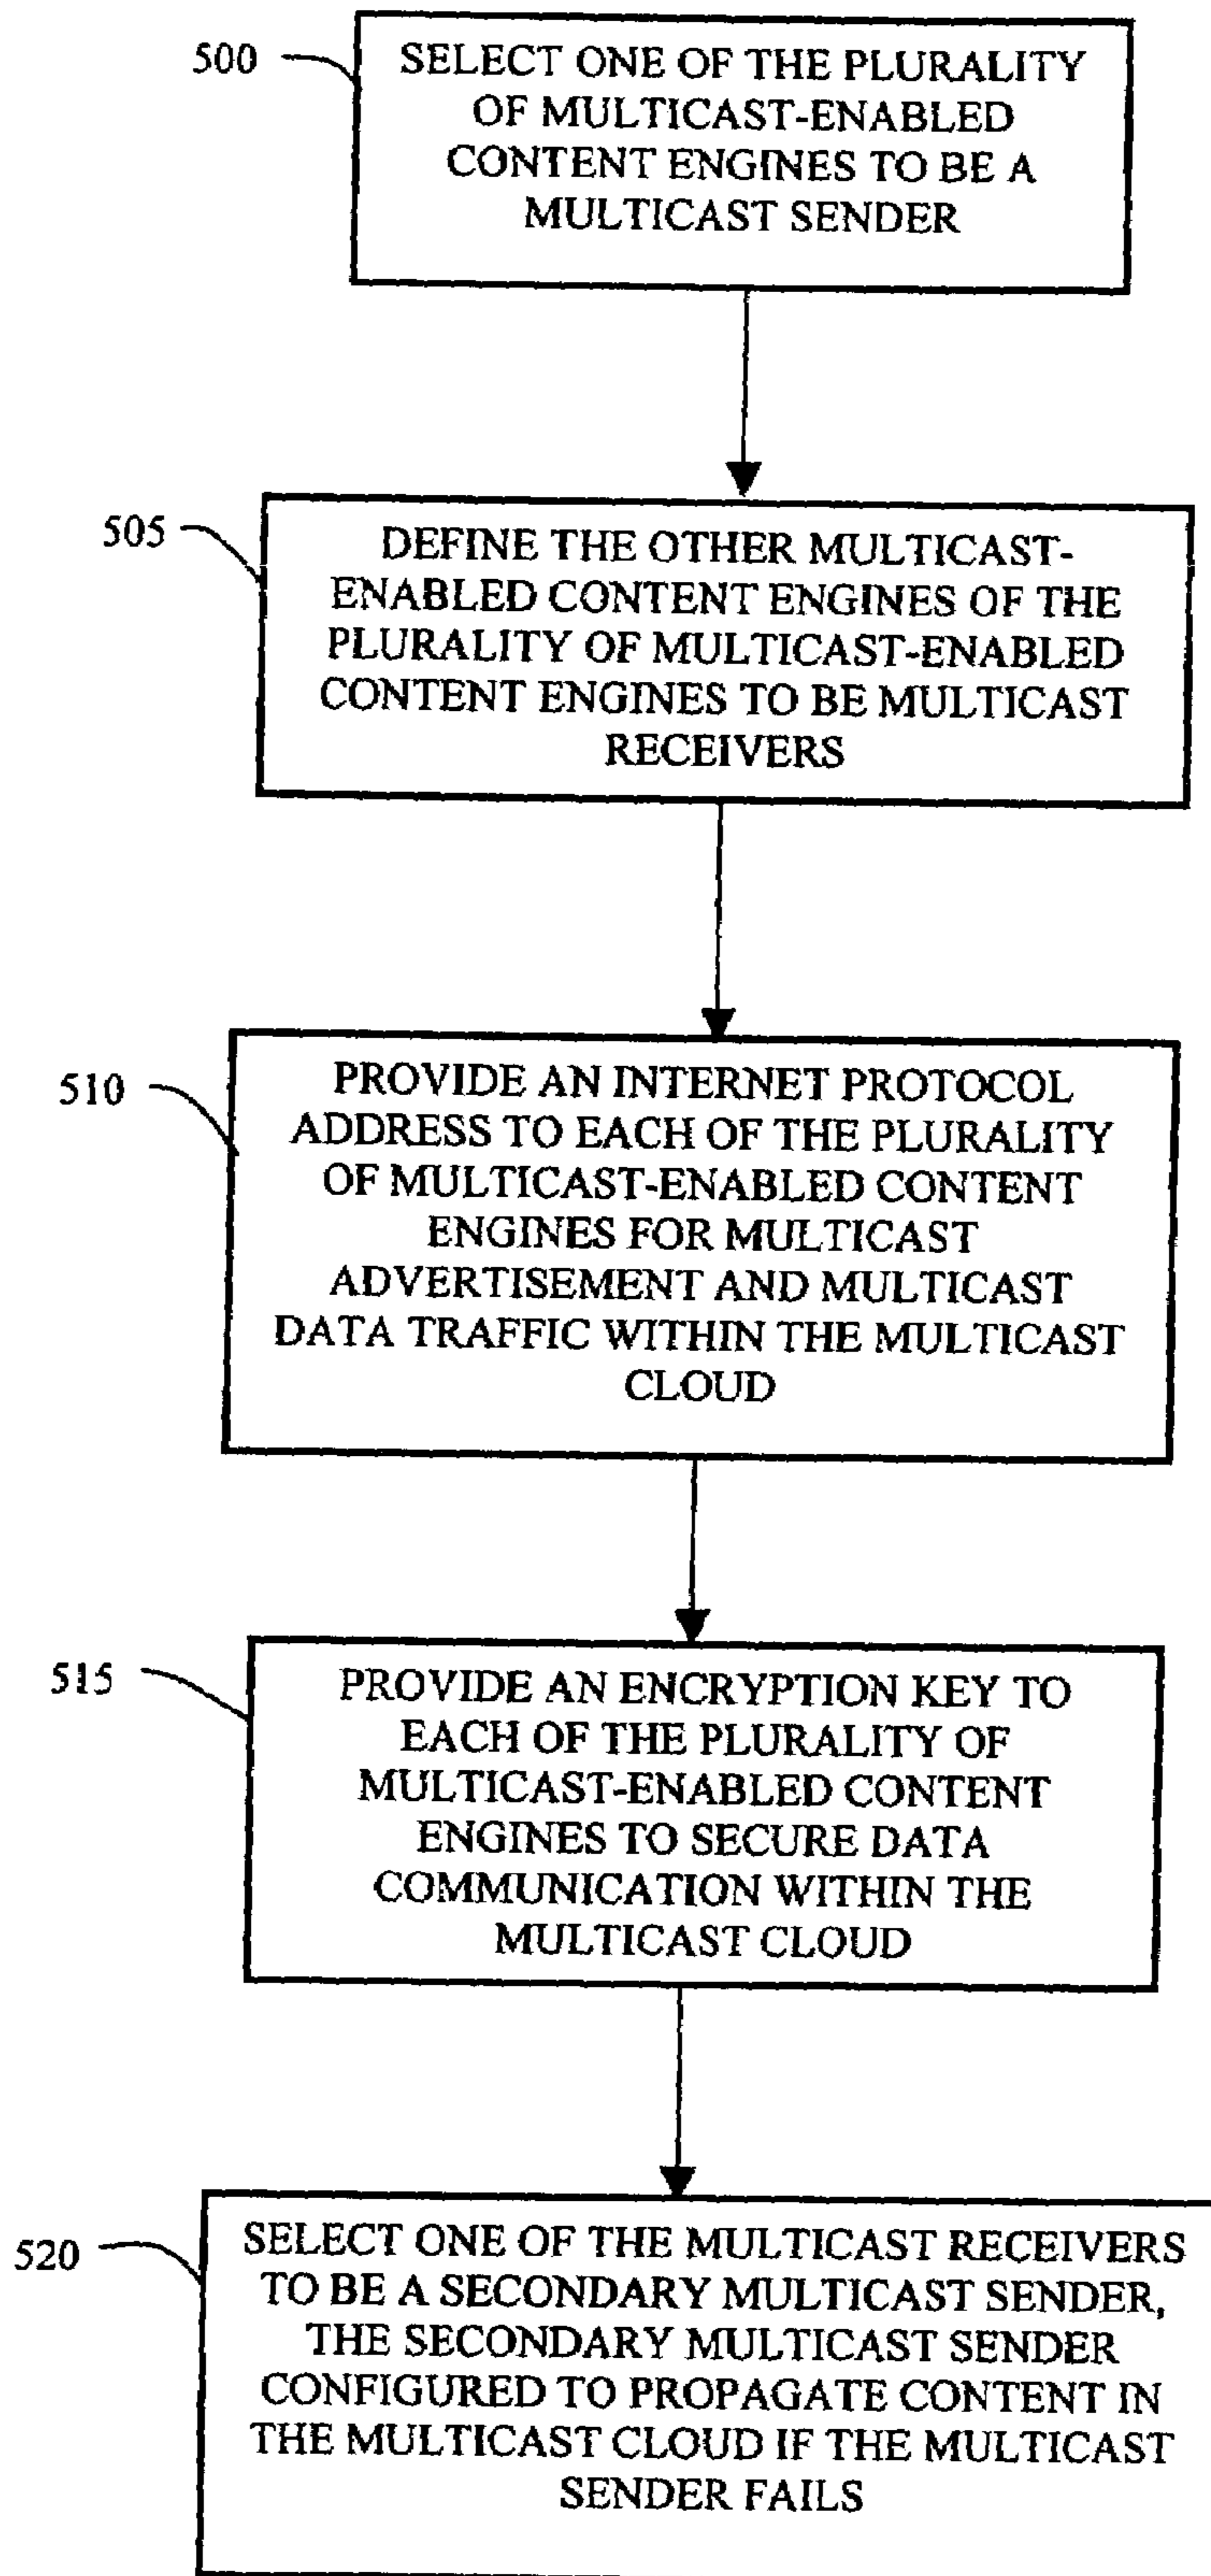 500
SELECT ONE OF THE PLURALITY
OF MULTICAST-ENABLED
CONTENT ENGINES TO BE A
MULTICAST SENDER
505
DEFINE THE OTHER MULTICAST-
ENABLED CONTENT ENGINES OF THE
PLURALITY OF MULTICAST-ENABLED
CONTENT ENGINES TO BE MULTICAST
RECEIVERS
510
PROVIDE AN INTERNET PROTOCOL
ADDRESS TO EACH OF THE PLURALITY
OF MULTICAST-ENABLED CONTENT
ENGINES FOR MULTICAST
ADVERTISEMENT AND MULTICAST
DATA TRAFFIC WITHIN THE MULTICAST
CLOUD
515
PROVIDE AN ENCRYPTION KEY TO
EACH OF THE PLURALITY OF
MULTICAST-ENABLED CONTENT
ENGINES TO SECURE DATA
COMMUNICATION WITHIN THE
MULTICAST CLOUD
520
SELECT ONE OF THE MULTICAST RECEIVERS
TO BE A SECONDARY MULTICAST SENDER,
THE SECONDARY MULTICAST SENDER
CONFIGURED TO PROPAGATE CONTENT IN
THE MULTICAST CLOUD IF THE MULTICAST
SENDER FAILS